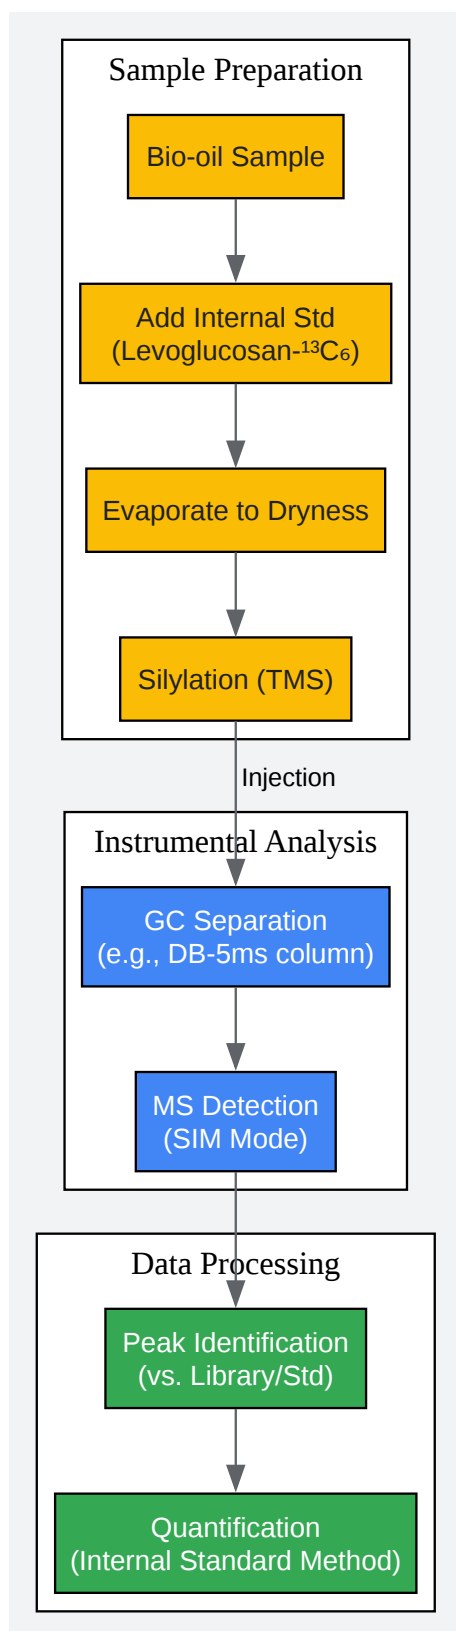 Sample Preparation
Bio-oil Sample
Add Internal Std
(Levoglucosan-¹³C₆)
Evaporate to Dryness
Silylation (TMS)
Injection
Instrumental Analysis
GC Separation
(e.g., DB-5ms column)
MS Detection
(SIM Mode)
Data Processing
Peak Identification
(vs. Library/Std)
Quantification
(Internal Standard Method)